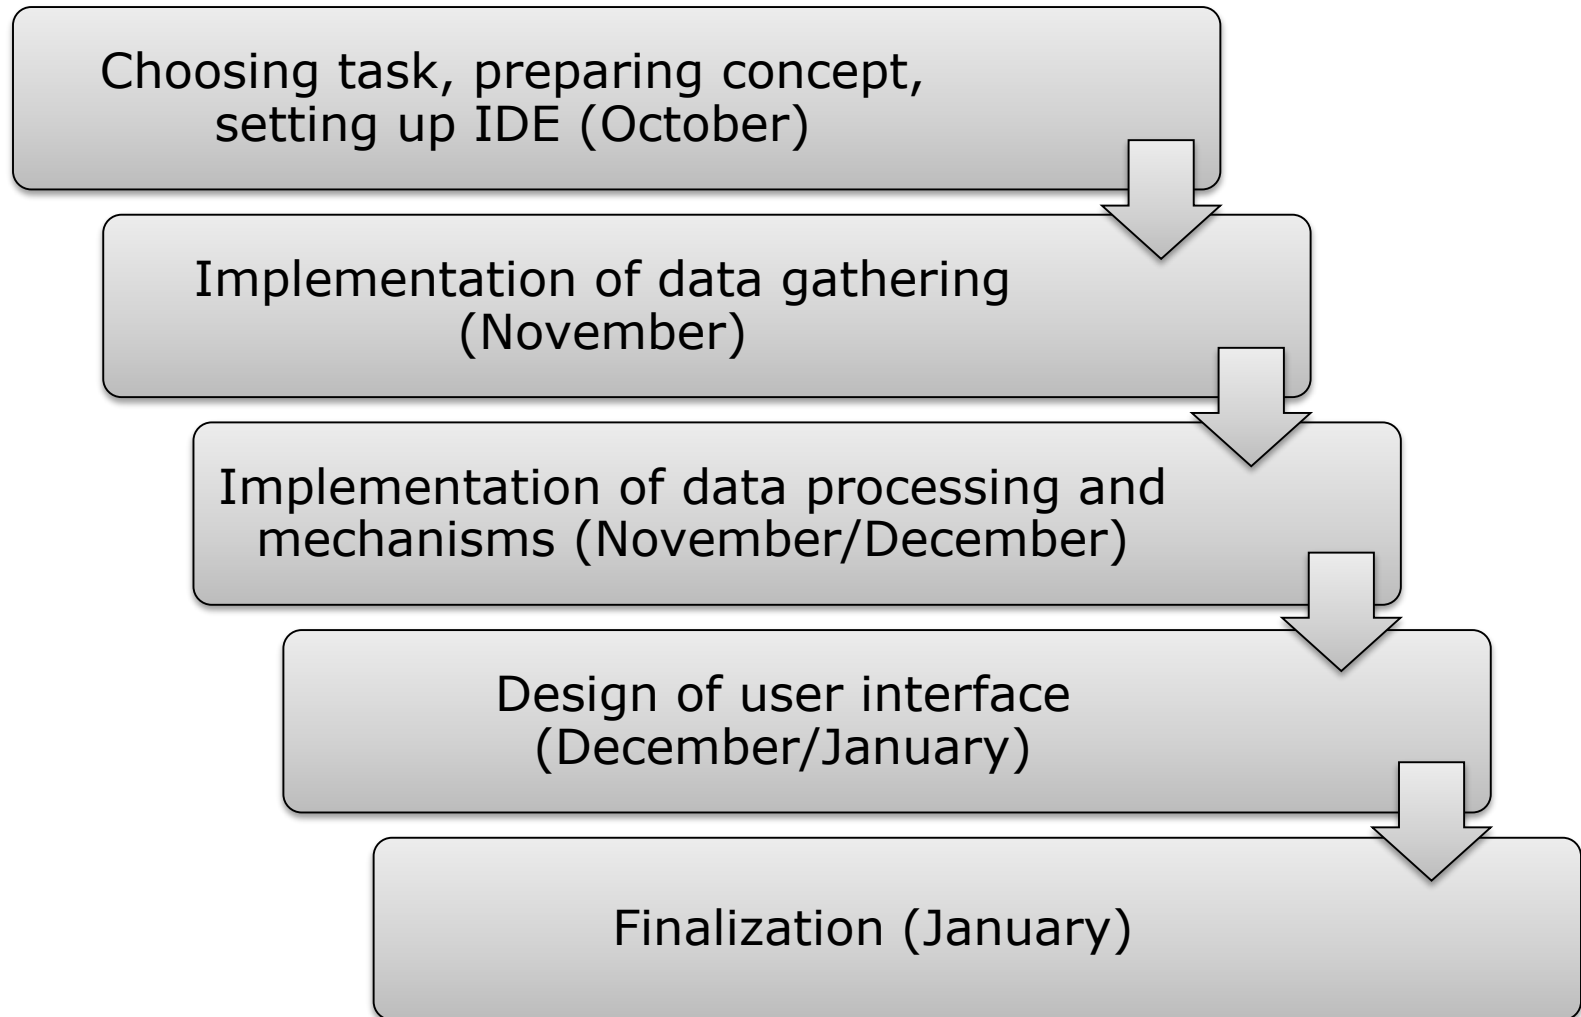 Choosing task, preparing concept,
setting up IDE (October)
Implementation of data gathering
(November)
Implementation of data processing and
mechanisms (November/December)
Design of user interface
(December/January)
Finalization (January)